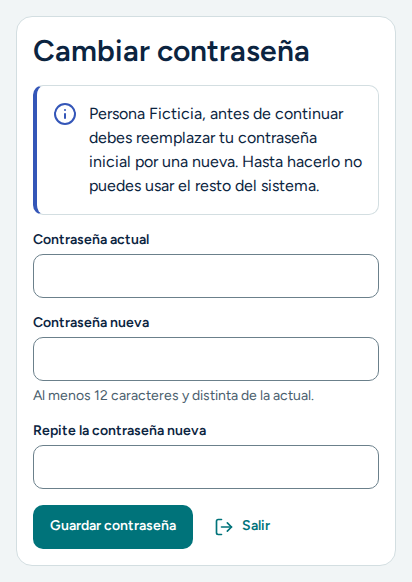 Cambiar contraseña
Persona Ficticia, antes de continuar
debes reemplazar tu contraseña
inicial por una nueva. Hasta hacerlo no
puedes usar el resto del sistema.
Contraseña actual
Contraseña nueva
Al menos 12 caracteres y distinta de la actual.
Repite la contraseña nueva
Guardar contraseña
Salir